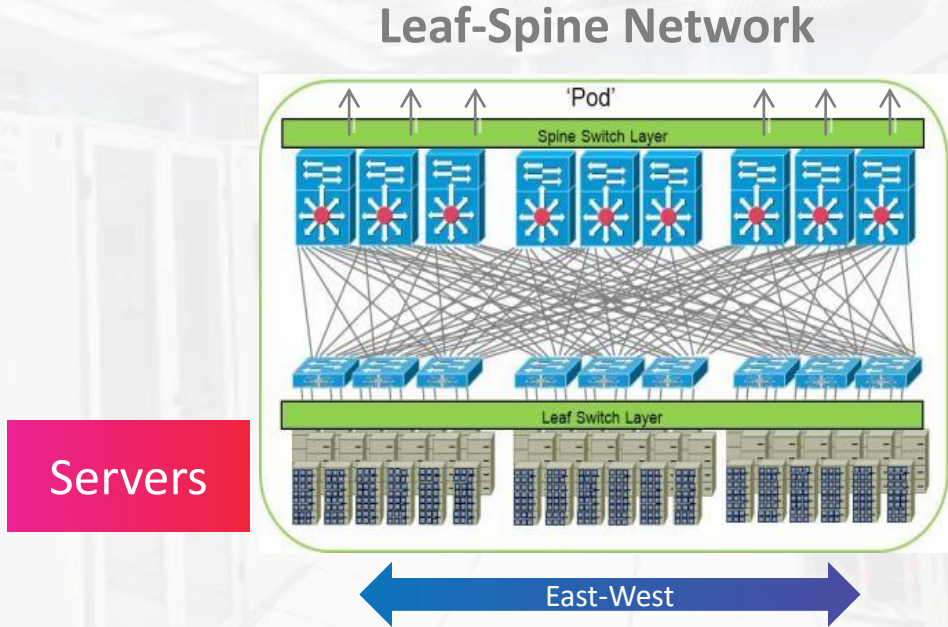 Leaf-Spine Network
'Pod'
Spine Switch Layer
Leaf Switch Layer
Servers
East-West